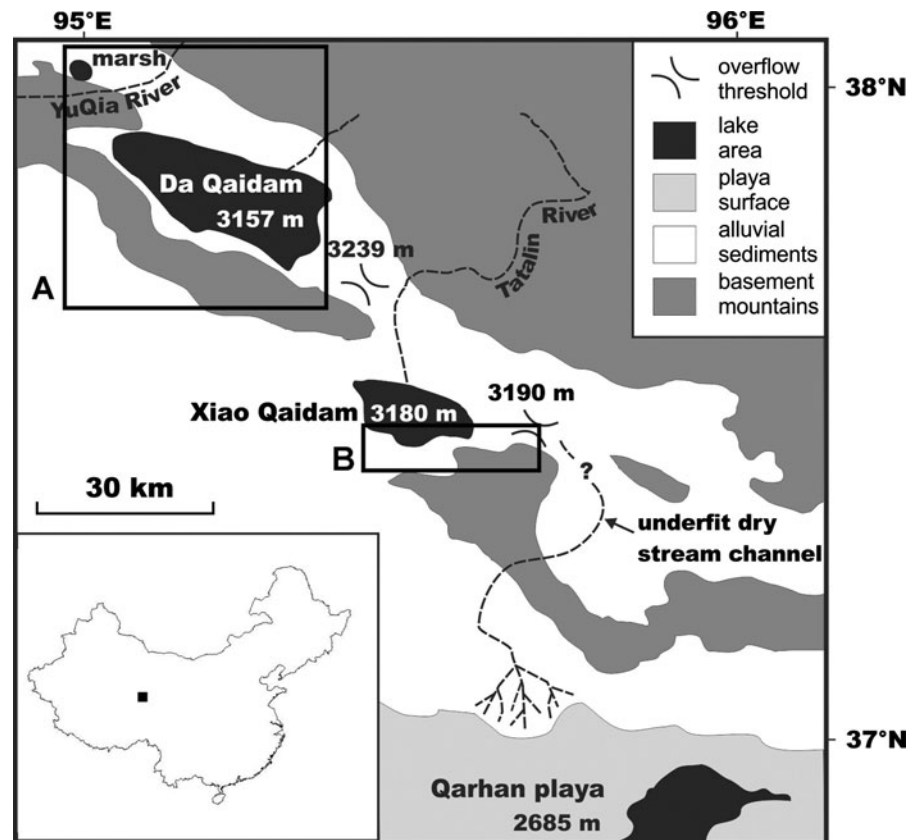 95°E
96°E
marsh
YuQia River
38°N
overflow
threshold
lake
area
playa
surface
alluvial
sediments
basement
mountains
Da Qaidam
3157 m
3239 m
Tatalin River
A
3190 m
Xiao Qaidam 3180 m
B
?
30 km
underfit dry
stream channel
37°N
Qarhan playa
2685 m